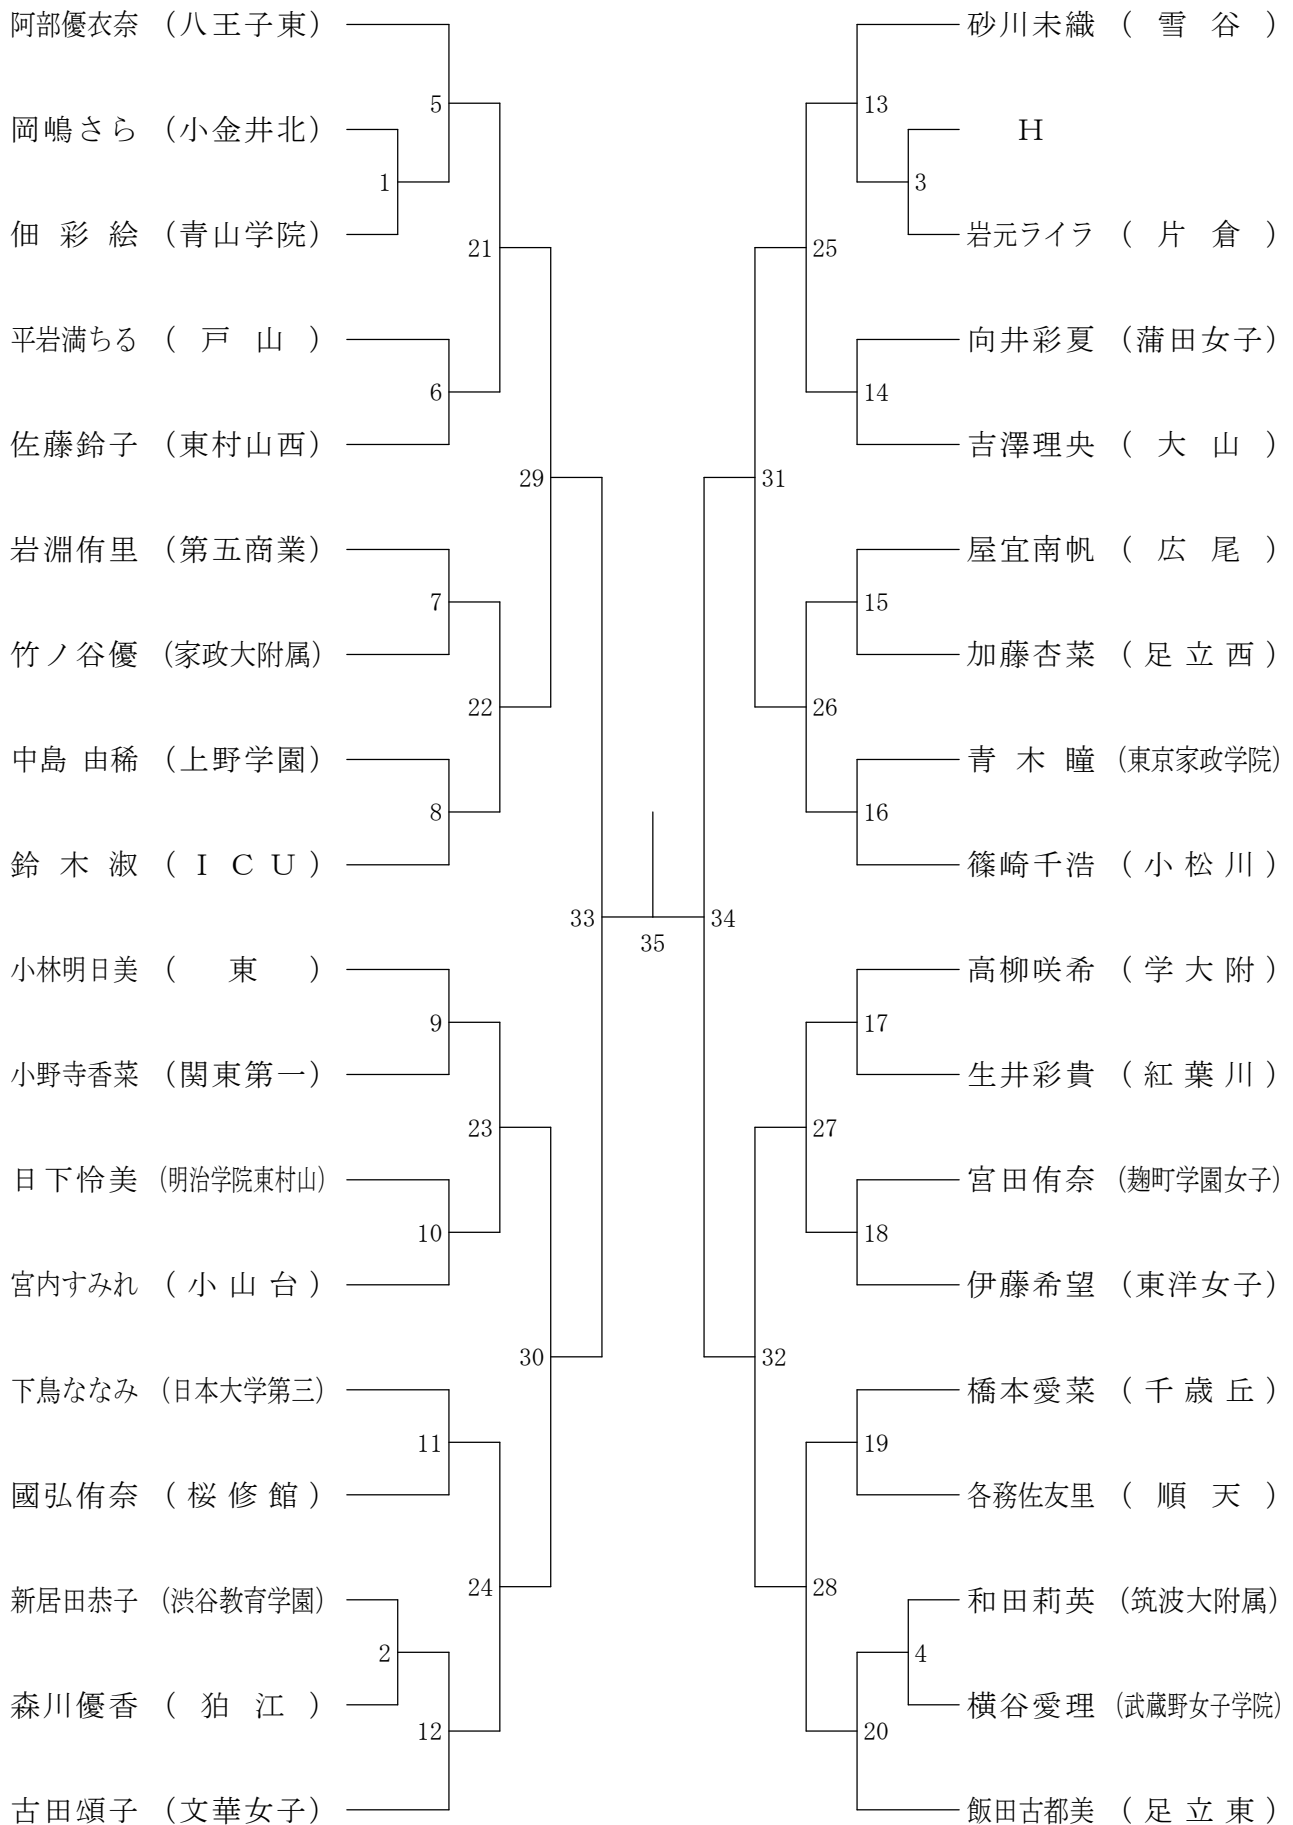 阿部優衣奈 (八王子東)
5
岡嶋さら (小金井北)
1
佃 彩 絵 (青山学院)
21
平岩満ちる ( 戸 山 )
6
佐藤鈴子 (東村山西)
29
岩淵侑里 (第五商業)
7
竹ノ谷優 (家政大附属)
22
中島 由稀 (上野学園)
8
鈴 木 淑 ( I C U )
33
小林明日美 ( 東 )
9
小野寺香菜 (関東第一)
23
日下怜美 (明治学院東村山)
10
宮内すみれ ( 小 山 台 )
30
下鳥ななみ (日本大学第三)
11
國弘侑奈 ( 桜 修 館 )
24
新居田恭子 (渋谷教育学園)
2
森川優香 ( 狛 江 )
12
古田頌子 (文華女子)
35
砂川未織 ( 雪 谷 )
13
H
3
岩元ライラ ( 片 倉 )
25
向井彩夏 (蒲田女子)
14
吉澤理央 ( 大 山 )
31
屋宜南帆 ( 広 尾 )
15
加藤杏菜 ( 足 立 西 )
26
青 木 瞳 (東京家政学院)
16
篠崎千浩 ( 小 松 川 )
34
高柳咲希 ( 学 大 附 )
17
生井彩貴 ( 紅 葉 川 )
27
宮田侑奈 (麹町学園女子)
18
伊藤希望 (東洋女子)
32
橋本愛菜 ( 千 歳 丘 )
19
各務佐友里 ( 順 天 )
28
和田莉英 (筑波大附属)
4
横谷愛理 (武蔵野女子学院)
20
飯田古都美 ( 足 立 東 )